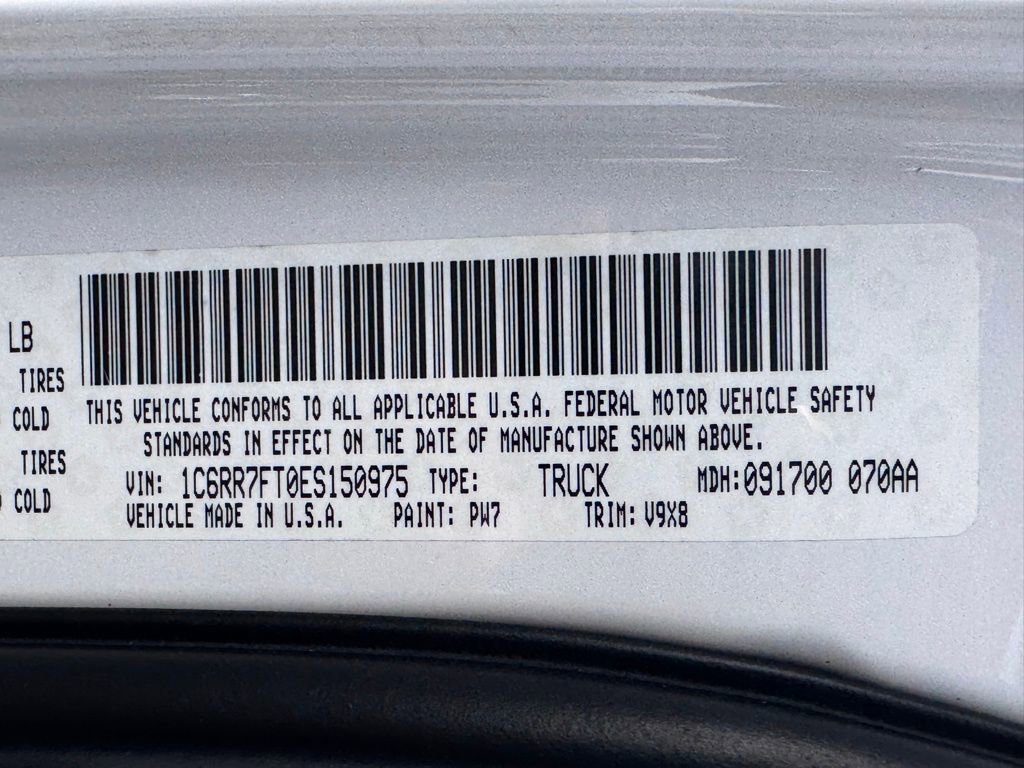 LB
TIRES
COLD
TIRES
COLD
THIS VEHICLE CONFORMS TO ALL APPLICABLE U.S.A. FEDERAL MOTOR VEHICLE SAFETY
STANDARDS IN EFFECT ON THE DATE OF MANUFACTURE SHOWN ABOVE.
VIN: 1C6RR7FT0ES150975 TYPE: TRUCK MDH:091700 070AA
VEHICLE MADE IN U.S.A. PAINT: PW7 TRIM: V9X8